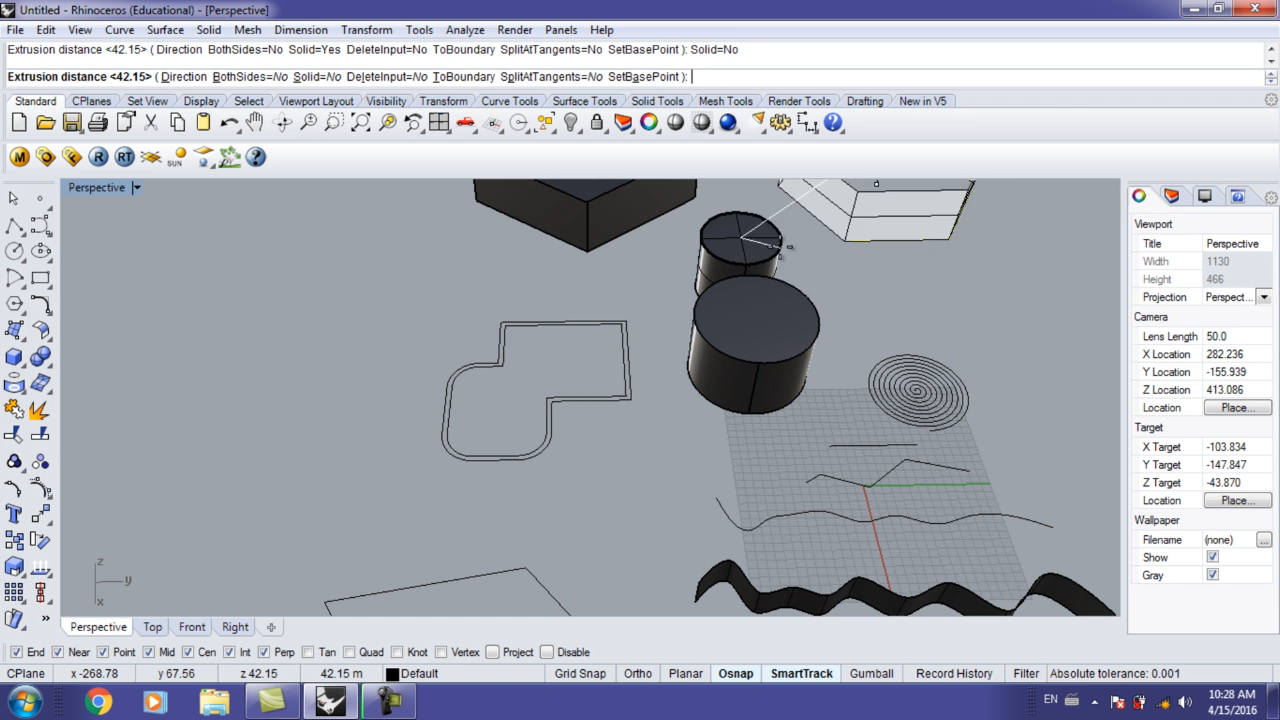 Untitled - Rhinoceros (Educational) - [Perspective]
File Edit View Curve Surface Solid Mesh Dimension Transform Tools Analyze Render Panels Help
Extrusion distance <42.15> ( Direction BothSides=No Solid=Yes DeleteInput=No ToBoundary SplitAtTangents=No SetBasePoint ): Solid=No
Extrusion distance <42.15> ( Direction BothSides=No Solid=No DeleteInput=No ToBoundary SplitAtTangents=No SetBasePoint ):
Standard CPlanes Set View Display Select Viewport Layout Visibility Transform Curve Tools Surface Tools Solid Tools Mesh Tools Render Tools Drafting New in V5
M R RT SUN
Perspective
Viewport
Title Perspective
Width 1130
Height 466
Projection Perspect...
Camera
Lens Length 50.0
X Location 282.236
Y Location -155.939
Z Location 413.086
Location Place...
Target
X Target -103.834
Y Target -147.847
Z Target -43.870
Location Place...
Wallpaper
Filename (none) ...
Show
Gray
z
y
x
Perspective Top Front Right
End Near Point Mid Cen Int Perp Tan Quad Knot Vertex Project Disable
CPlane x -268.78 y 67.56 z 42.15 42.15 m Default Grid Snap Ortho Planar Osnap SmartTrack Gumball Record History Filter Absolute tolerance: 0.001
EN
10:28 AM
4/15/2016